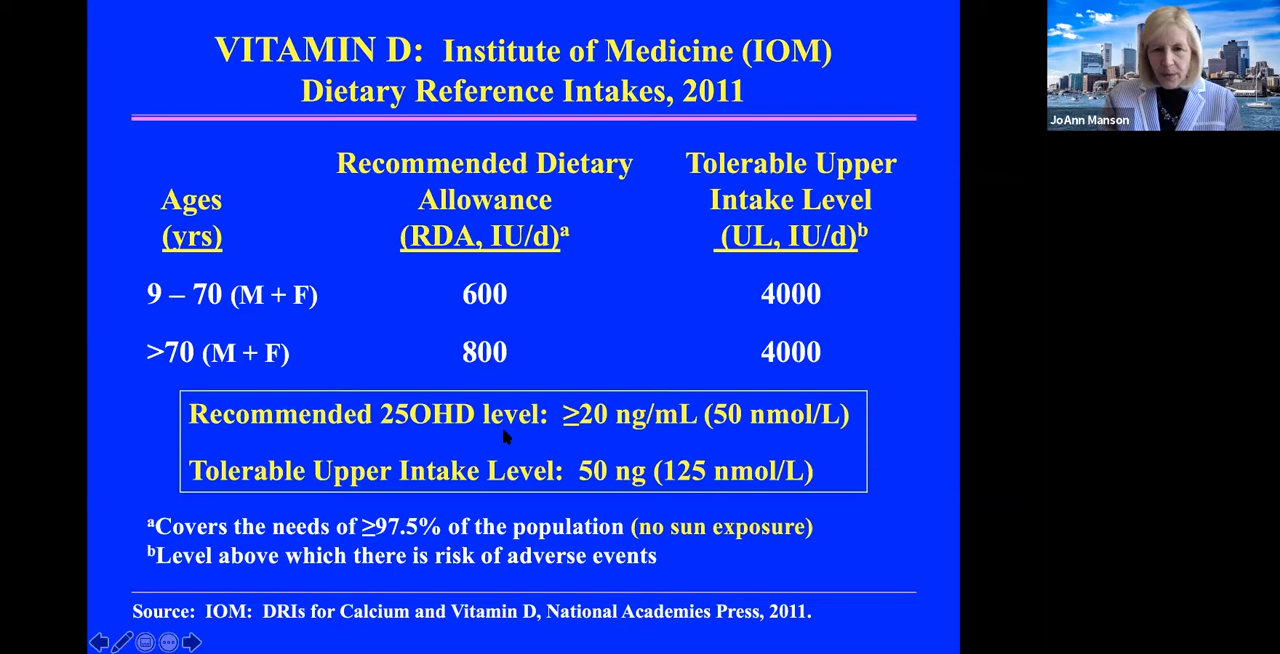 VITAMIN D: Institute of Medicine (IOM)
Dietary Reference Intakes, 2011
JoAnn Manson
Recommended Dietary
Allowance
(RDA, IU/d)ᵃ
Tolerable Upper
Intake Level
(UL, IU/d)ᵇ
Ages
(yrs)
9 – 70 (M + F) 600 4000
>70 (M + F) 800 4000
Recommended 25OHD level: ≥20 ng/mL (50 nmol/L)
Tolerable Upper Intake Level: 50 ng (125 nmol/L)
ᵃCovers the needs of ≥97.5% of the population (no sun exposure)
ᵇLevel above which there is risk of adverse events
Source: IOM: DRIs for Calcium and Vitamin D, National Academies Press, 2011.